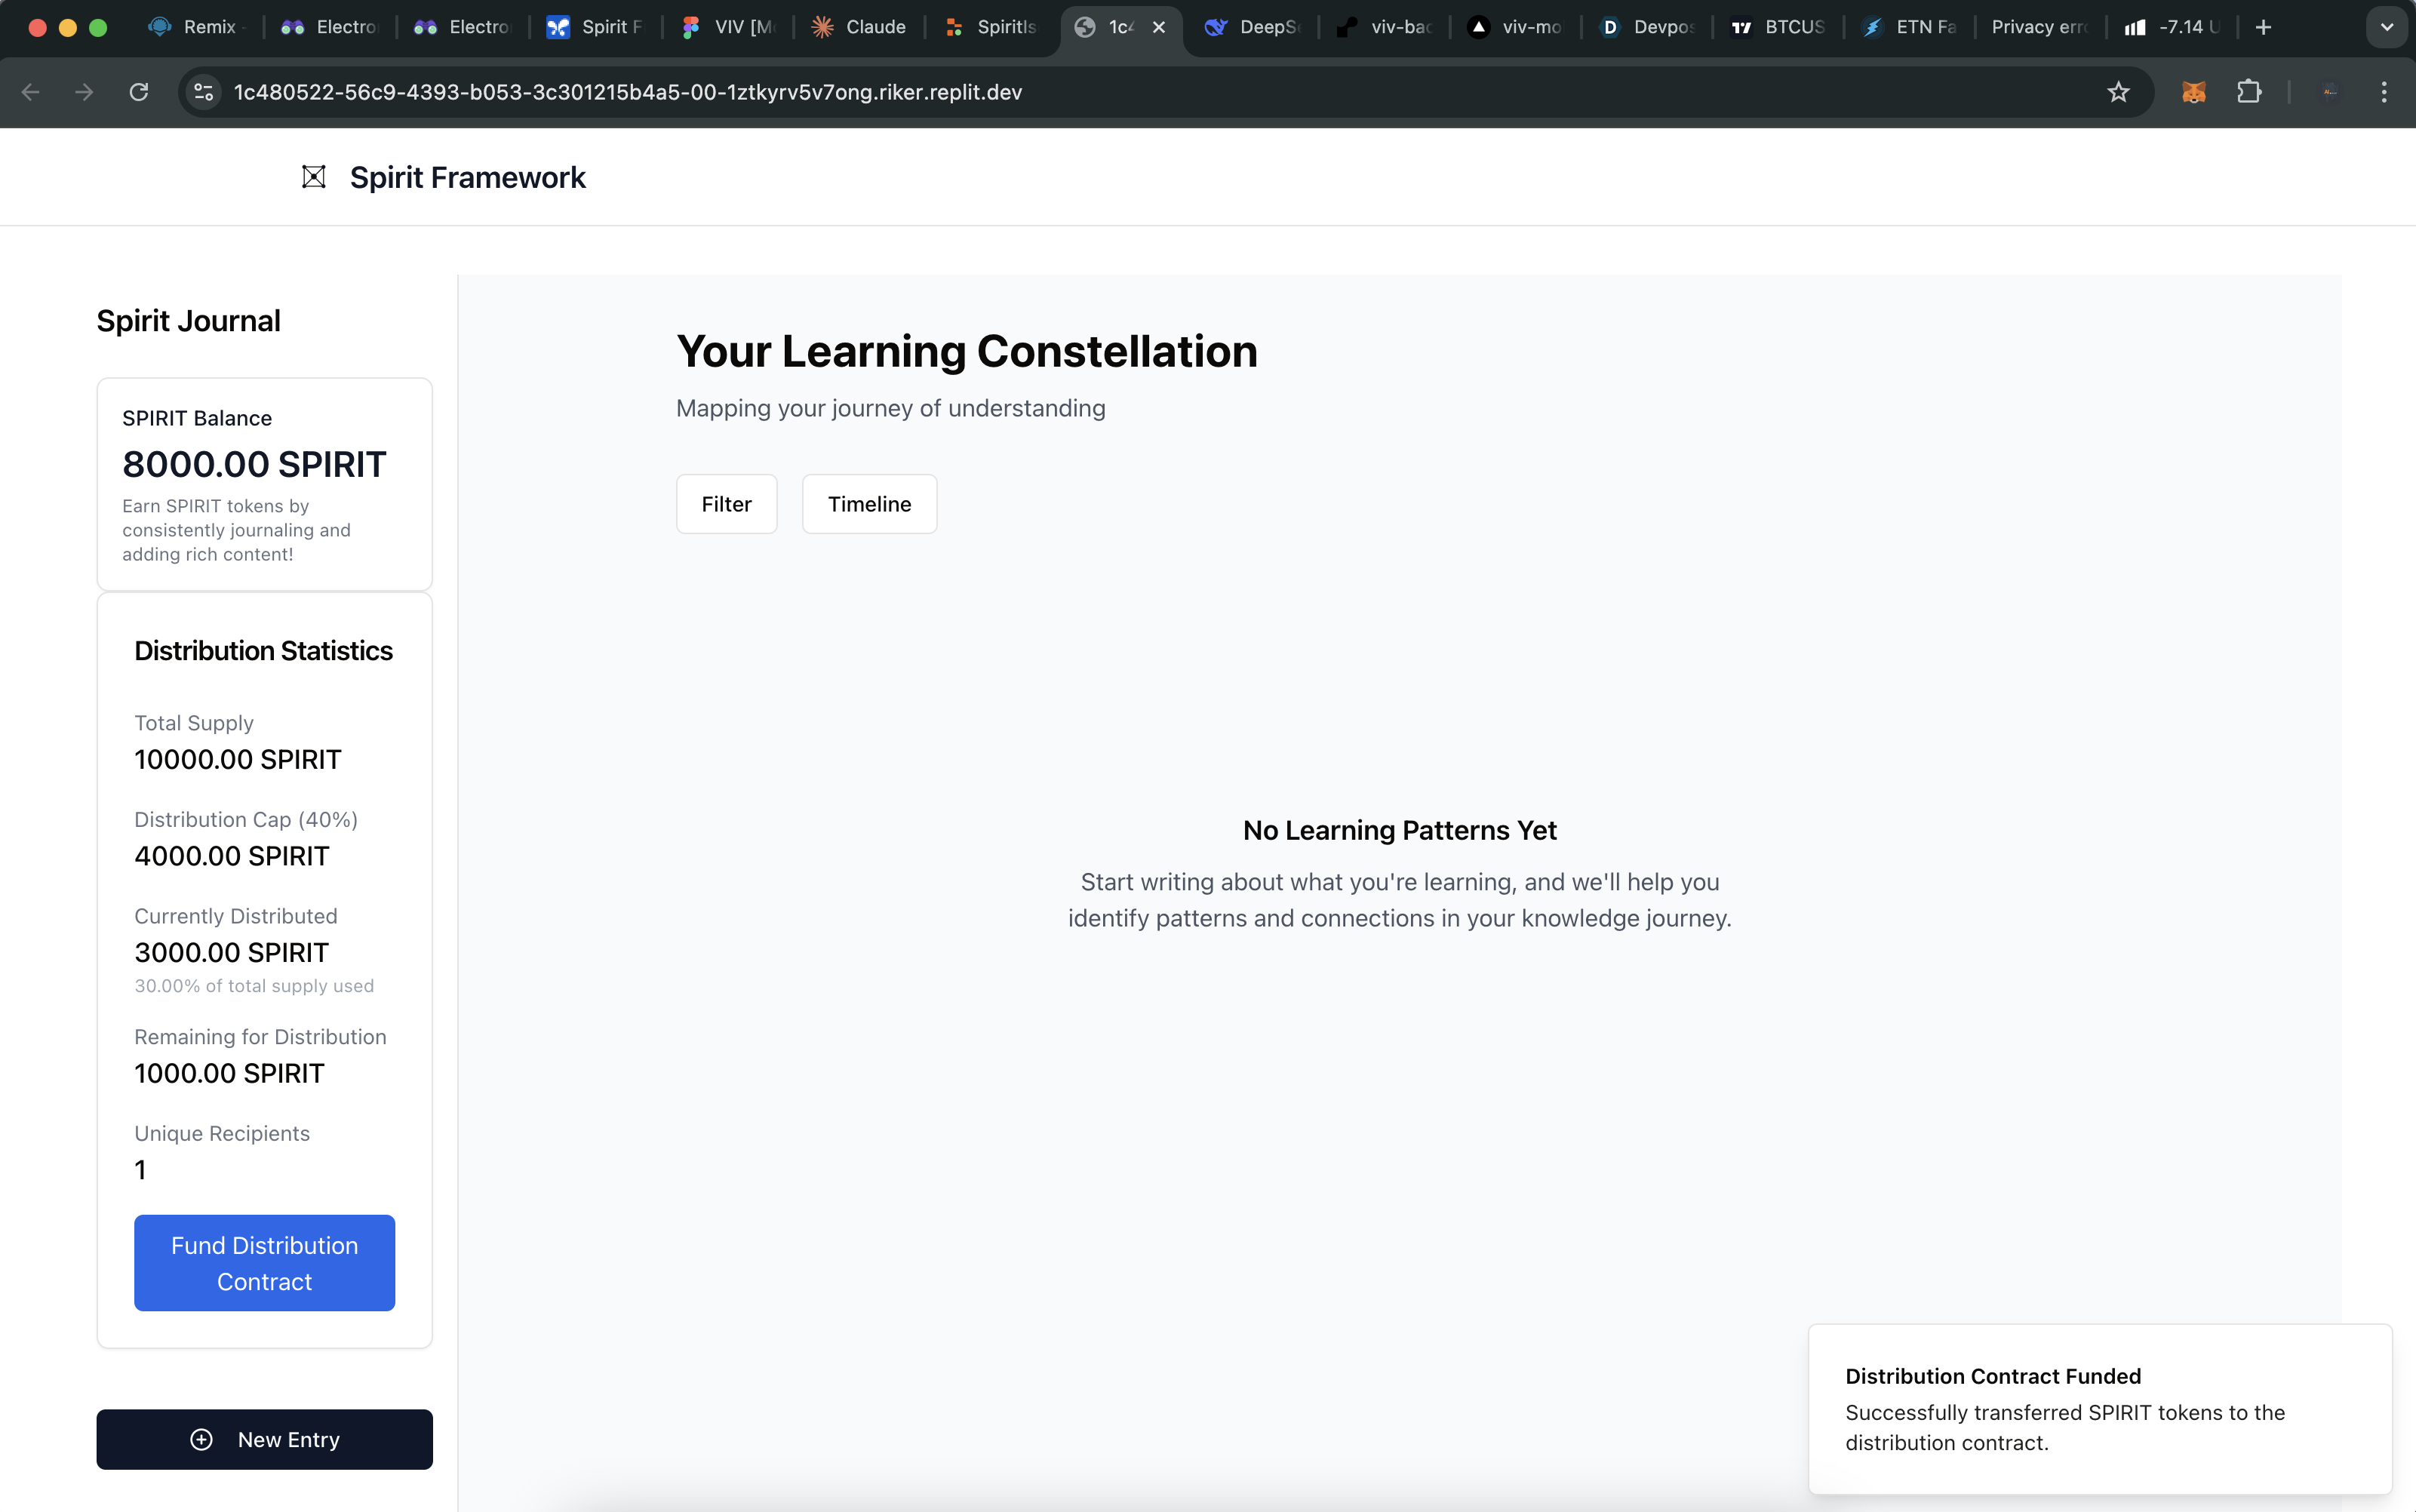 Remix
Electro
Electro
Spirit F
VIV [M
Claude
SpiritIs
1c4
DeepS
viv-bac
viv-mo
Devpos
BTCUS
ETN Fa
Privacy err
-7.14 U
1c480522-56c9-4393-b053-3c301215b4a5-00-1ztkyrv5v7ong.riker.replit.dev
Spirit Framework
Spirit Journal
SPIRIT Balance
8000.00 SPIRIT
Earn SPIRIT tokens by
consistently journaling and
adding rich content!
Distribution Statistics
Total Supply
10000.00 SPIRIT
Distribution Cap (40%)
4000.00 SPIRIT
Currently Distributed
3000.00 SPIRIT
30.00% of total supply used
Remaining for Distribution
1000.00 SPIRIT
Unique Recipients
1
Fund Distribution
Contract
New Entry
Your Learning Constellation
Mapping your journey of understanding
Filter
Timeline
No Learning Patterns Yet
Start writing about what you're learning, and we'll help you
identify patterns and connections in your knowledge journey.
Distribution Contract Funded
Successfully transferred SPIRIT tokens to the
distribution contract.